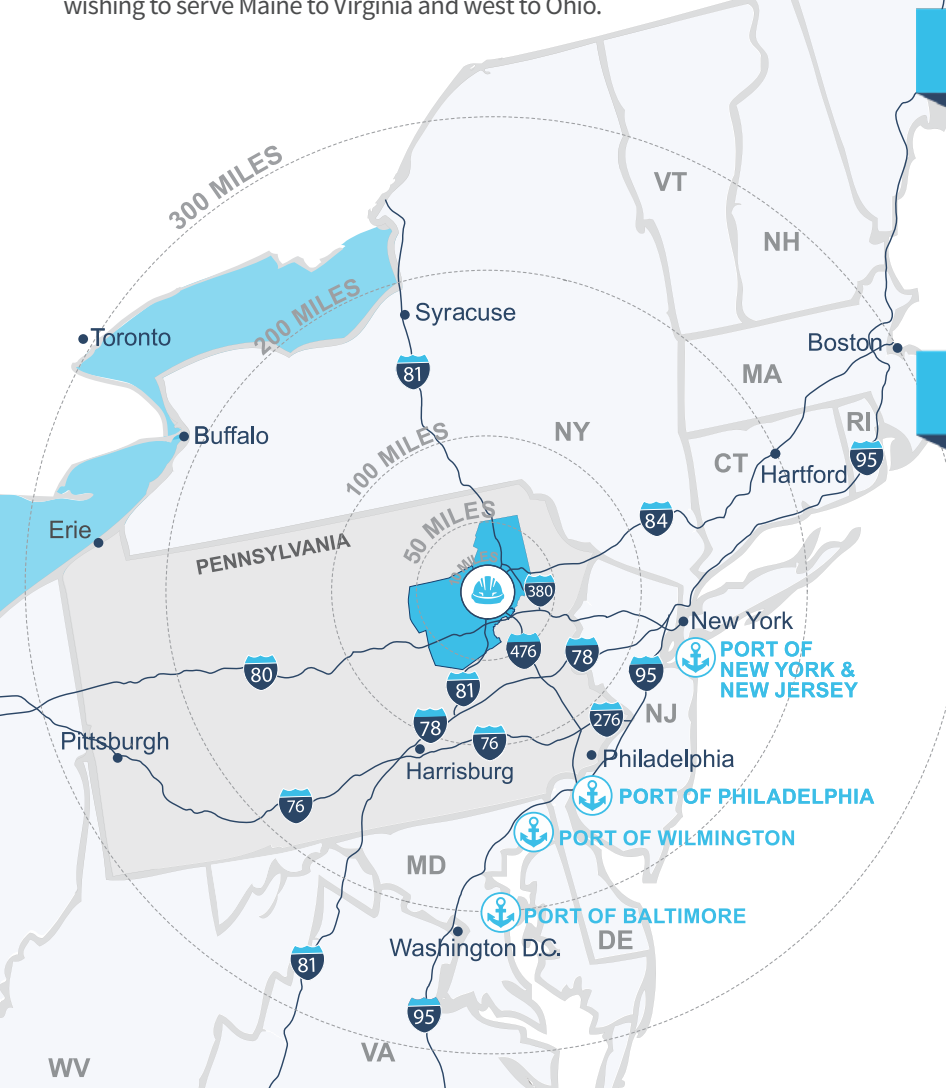 wishing to serve Maine to Virginia and west to Ohio.
300 MILES
VT
NH
200 MILES
Syracuse
Toronto
Boston
81
MA
Buffalo
100 MILES
NY
RI
CT
Hartford
95
50 MILES
84
Erie
PENNSYLVANIA
MILES
380
New York
476
78
PORT OF
NEW YORK &
NEW JERSEY
80
95
81
78
276
NJ
76
Pittsburgh
Harrisburg
Philadelphia
76
PORT OF PHILADELPHIA
PORT OF WILMINGTON
MD
PORT OF BALTIMORE
Washington D.C.
DE
81
95
VA
WV